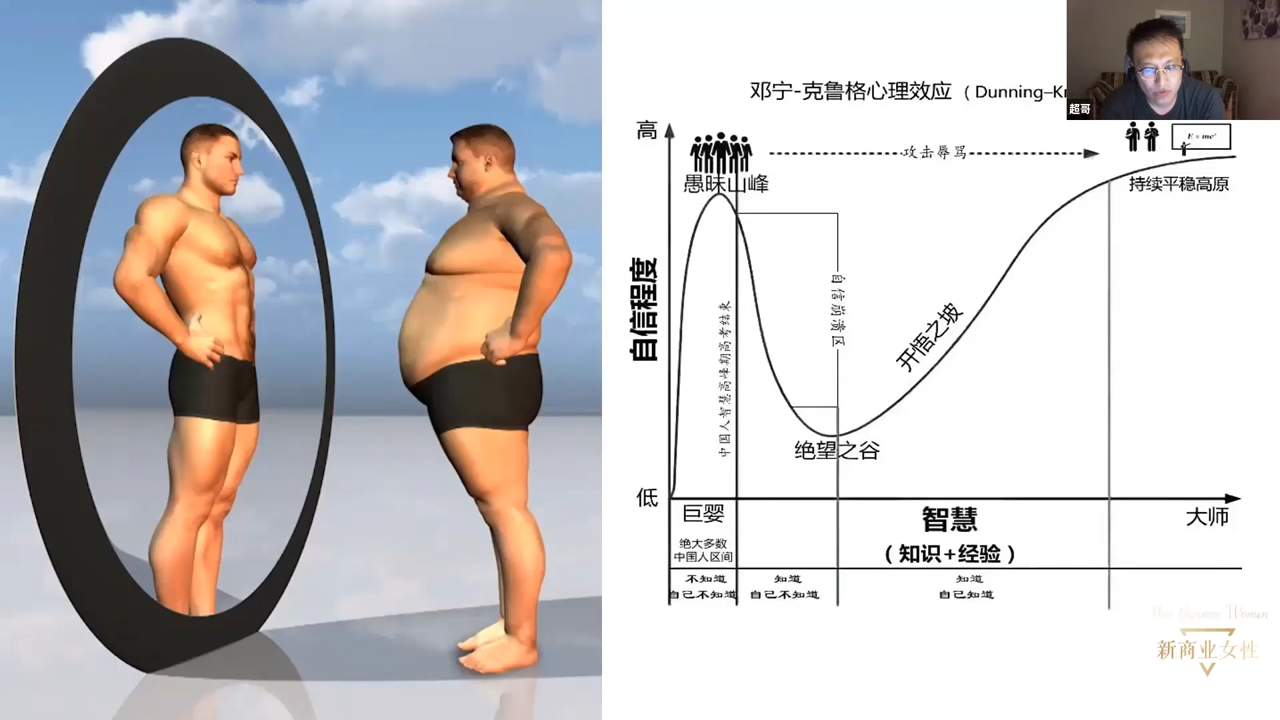 邓宁-克鲁格心理效应（Dunning–Kr
超哥
高
攻击辱骂
E = mc²
愚昧山峰
持续平稳高原
自信程度
中国人智慧高峰期高考结束
自信崩溃区
开悟之坡
绝望之谷
低
巨婴
智慧
大师
绝大多数
中国人区间
（知识+经验）
不知道
自己不知道
知道
自己不知道
知道
自己知道
New Business Women
新商业女性